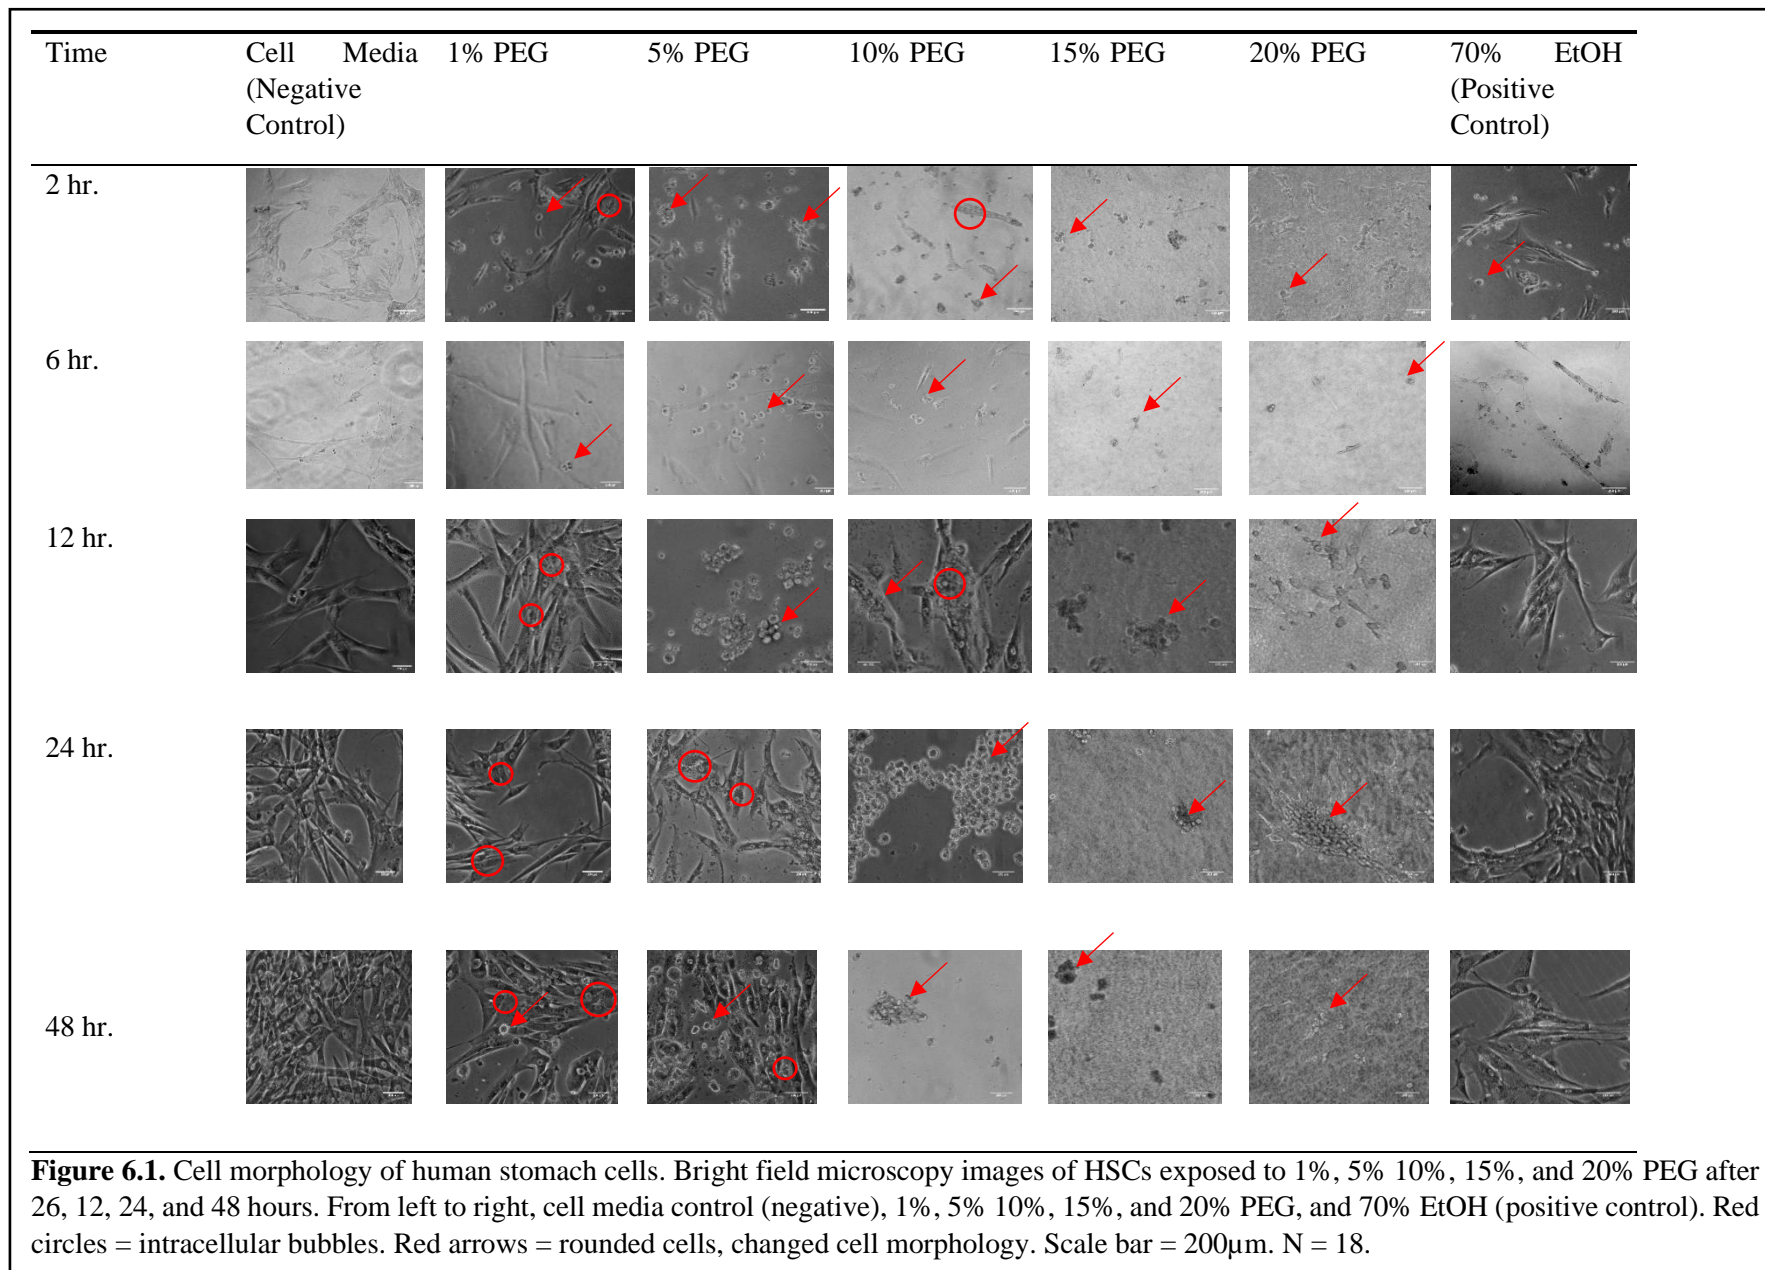 Time Cell Media (Negative Control) 1% PEG 5% PEG 10% PEG 15% PEG 20% PEG 70% EtOH (Positive Control)
2 hr.
6 hr.
12 hr.
24 hr.
48 hr.
Figure 6.1. Cell morphology of human stomach cells. Bright field microscopy images of HSCs exposed to 1%, 5% 10%, 15%, and 20% PEG after
26, 12, 24, and 48 hours. From left to right, cell media control (negative), 1%, 5% 10%, 15%, and 20% PEG, and 70% EtOH (positive control). Red
circles = intracellular bubbles. Red arrows = rounded cells, changed cell morphology. Scale bar = 200µm. N = 18.